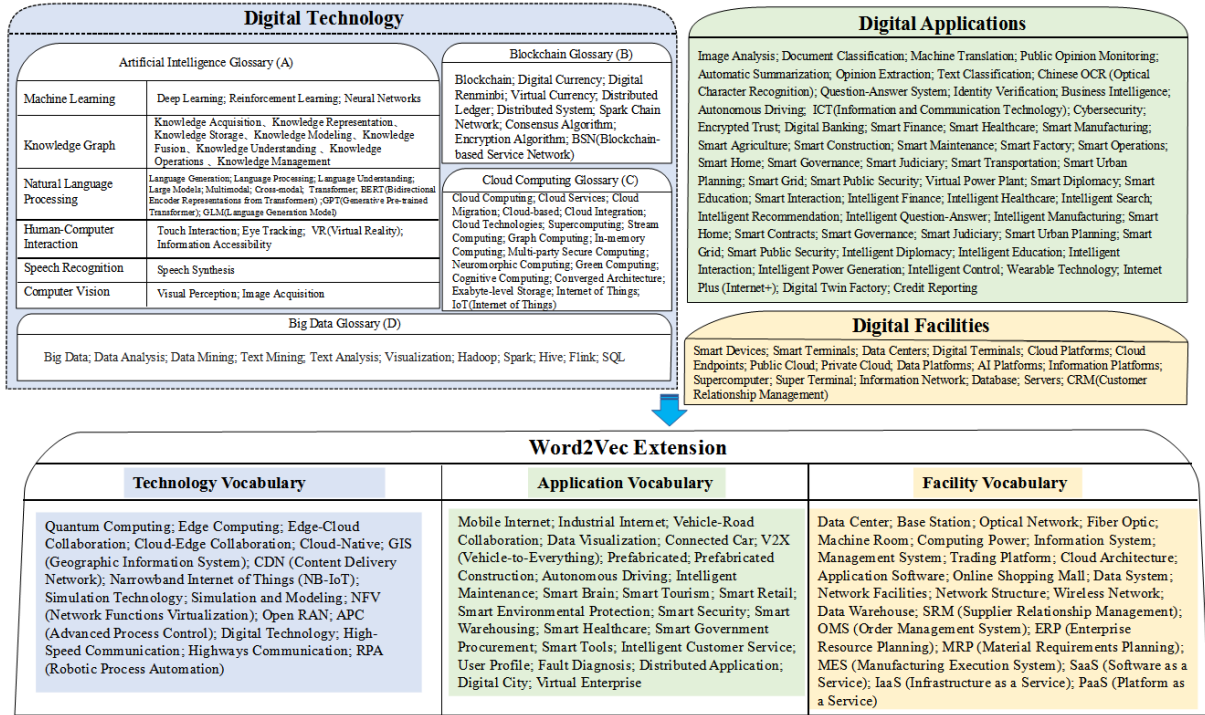 Digital Technology
Artificial Intelligence Glossary (A)
Machine Learning
Deep Learning; Reinforcement Learning; Neural Networks
Knowledge Graph
Knowledge Acquisition、Knowledge Representation、
Knowledge Storage、Knowledge Modeling、Knowledge
Fusion、Knowledge Understanding 、Knowledge
Operations 、Knowledge Management
Natural Language
Processing
Language Generation; Language Processing; Language Understanding;
Large Models; Multimodal; Cross-modal; Transformer; BERT(Bidirectional
Encoder Representations from Transformers) ;GPT(Generative Pre-trained
Transformer); GLM(Language Generation Model)
Human-Computer
Interaction
Touch Interaction; Eye Tracking; VR(Virtual Reality);
Information Accessibility
Speech Recognition
Speech Synthesis
Computer Vision
Visual Perception; Image Acquisition
Blockchain Glossary (B)
Blockchain; Digital Currency; Digital
Renminbi; Virtual Currency; Distributed
Ledger; Distributed System; Spark Chain
Network; Consensus Algorithm;
Encryption Algorithm; BSN(Blockchain-
based Service Network)
Cloud Computing Glossary (C)
Cloud Computing; Cloud Services; Cloud
Migration; Cloud-based; Cloud Integration;
Cloud Technologies; Supercomputing; Stream
Computing; Graph Computing; In-memory
Computing; Multi-party Secure Computing;
Neuromorphic Computing; Green Computing;
Cognitive Computing; Converged Architecture;
Exabyte-level Storage; Internet of Things;
IoT(Internet of Things)
Big Data Glossary (D)
Big Data; Data Analysis; Data Mining; Text Mining; Text Analysis; Visualization; Hadoop; Spark; Hive; Flink; SQL
Digital Applications
Image Analysis; Document Classification; Machine Translation; Public Opinion Monitoring;
Automatic Summarization; Opinion Extraction; Text Classification; Chinese OCR (Optical
Character Recognition); Question-Answer System; Identity Verification; Business Intelligence;
Autonomous Driving; ICT(Information and Communication Technology); Cybersecurity;
Encrypted Trust; Digital Banking; Smart Finance; Smart Healthcare; Smart Manufacturing;
Smart Agriculture; Smart Construction; Smart Maintenance; Smart Factory; Smart Operations;
Smart Home; Smart Governance; Smart Judiciary; Smart Transportation; Smart Urban
Planning; Smart Grid; Smart Public Security; Virtual Power Plant; Smart Diplomacy; Smart
Education; Smart Interaction; Intelligent Finance; Intelligent Healthcare; Intelligent Search;
Intelligent Recommendation; Intelligent Question-Answer; Intelligent Manufacturing; Smart
Home; Smart Contracts; Smart Governance; Smart Judiciary; Smart Urban Planning; Smart
Grid; Smart Public Security; Intelligent Diplomacy; Intelligent Education; Intelligent
Interaction; Intelligent Power Generation; Intelligent Control; Wearable Technology; Internet
Plus (Internet+); Digital Twin Factory; Credit Reporting
Digital Facilities
Smart Devices; Smart Terminals; Data Centers; Digital Terminals; Cloud Platforms; Cloud
Endpoints; Public Cloud; Private Cloud; Data Platforms; AI Platforms; Information Platforms;
Supercomputer; Super Terminal; Information Network; Database; Servers; CRM(Customer
Relationship Management)
Word2Vec Extension
Technology Vocabulary
Quantum Computing; Edge Computing; Edge-Cloud
Collaboration; Cloud-Edge Collaboration; Cloud-Native; GIS
(Geographic Information System); CDN (Content Delivery
Network); Narrowband Internet of Things (NB-IoT);
Simulation Technology; Simulation and Modeling; NFV
(Network Functions Virtualization); Open RAN; APC
(Advanced Process Control); Digital Technology; High-
Speed Communication; Highways Communication; RPA
(Robotic Process Automation)
Application Vocabulary
Mobile Internet; Industrial Internet; Vehicle-Road
Collaboration; Data Visualization; Connected Car; V2X
(Vehicle-to-Everything); Prefabricated; Prefabricated
Construction; Autonomous Driving; Intelligent
Maintenance; Smart Brain; Smart Tourism; Smart Retail;
Smart Environmental Protection; Smart Security; Smart
Warehousing; Smart Healthcare; Smart Government
Procurement; Smart Tools; Intelligent Customer Service;
User Profile; Fault Diagnosis; Distributed Application;
Digital City; Virtual Enterprise
Facility Vocabulary
Data Center; Base Station; Optical Network; Fiber Optic;
Machine Room; Computing Power; Information System;
Management System; Trading Platform; Cloud Architecture;
Application Software; Online Shopping Mall; Data System;
Network Facilities; Network Structure; Wireless Network;
Data Warehouse; SRM (Supplier Relationship Management);
OMS (Order Management System); ERP (Enterprise
Resource Planning); MRP (Material Requirements Planning);
MES (Manufacturing Execution System); SaaS (Software as a
Service); IaaS (Infrastructure as a Service); PaaS (Platform as
a Service)